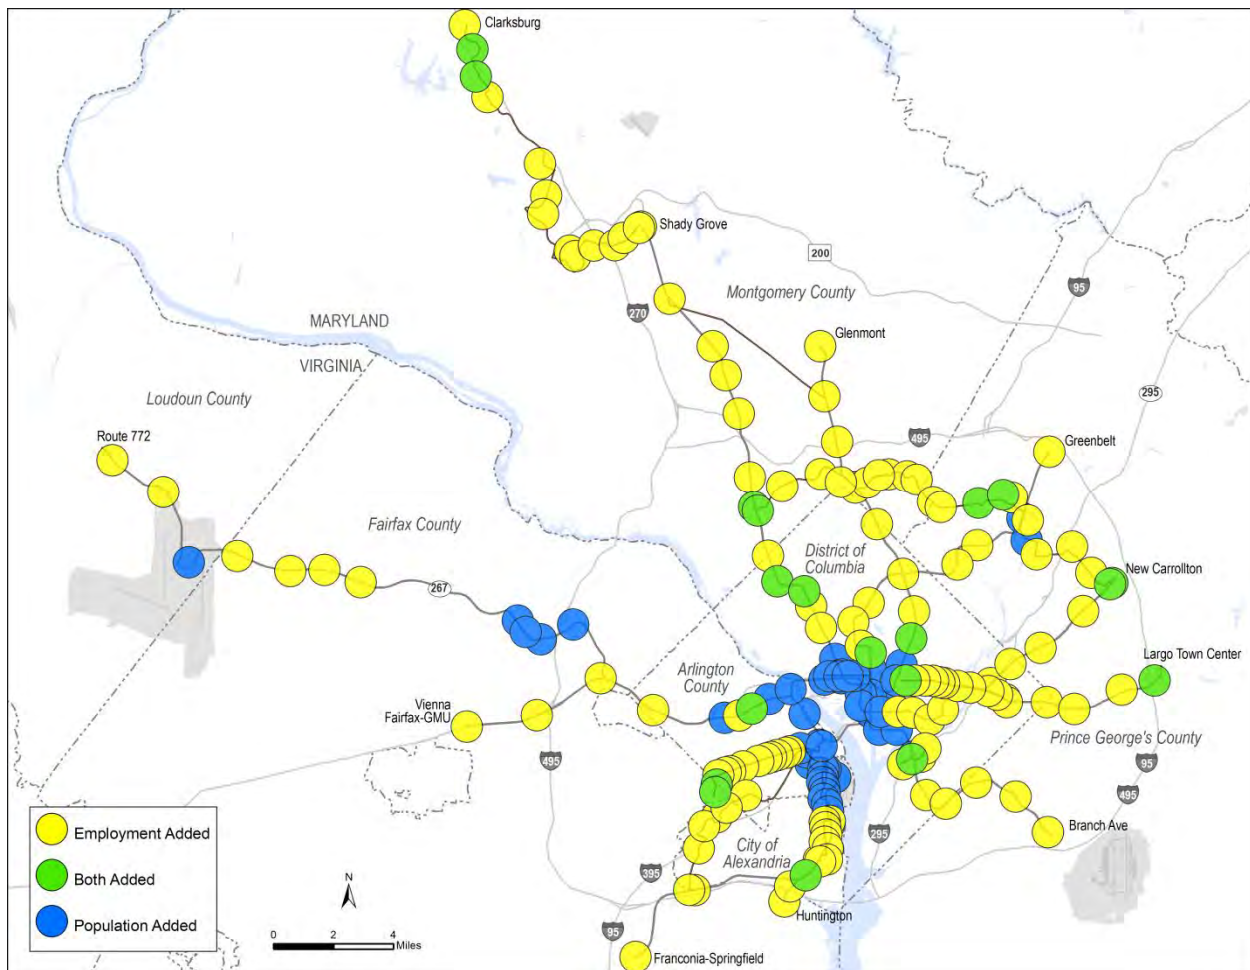 Clarksburg
Shady Grove
200
95
Montgomery County
270
MARYLAND
Glenmont
VIRGINIA
Loudoun County
295
Route 772
495
Greenbelt
Fairfax County
District of
Columbia
New Carrollton
267
Largo Town Center
Arlington
County
Vienna
Fairfax-GMU
Prince George's County
495
95
495
Employment Added
295
Branch Ave
City of
Alexandria
Both Added
395
N
Huntington
Population Added
95
0 2 4
Miles
Franconia-Springfield